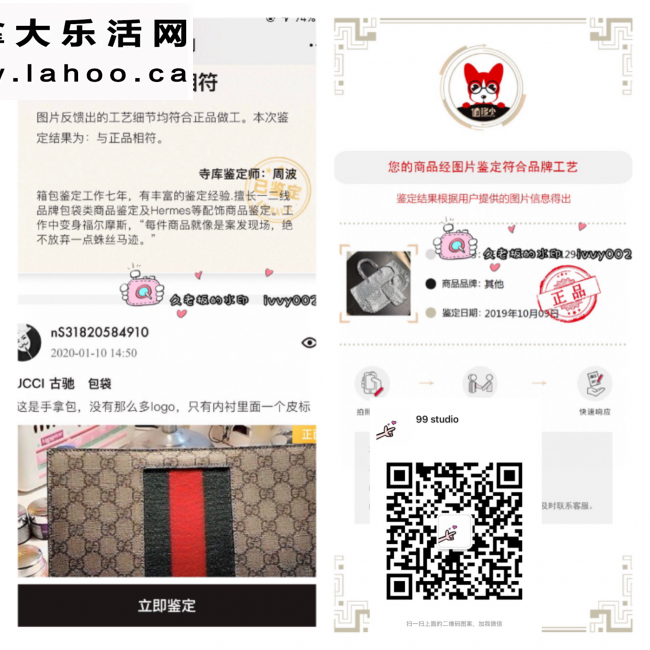 大乐活网
y.lahoo.ca
74%
相符
图片反馈出的工艺细节均符合正品做工。本次鉴
定结果为：与正品相符。
寺库鉴定师：周波
已鉴定
箱包鉴定工作七年，有丰富的鉴定经验.擅长一二线
品牌包袋类商品鉴定及Hermes等配饰商品鉴定。工
作中变身福尔摩斯，“每件商品就像是案发现场，绝
不放弃一点蛛丝马迹。”
久老板的水印 ivvy002
nS31820584910
2020-01-10 14:50
UCCI 古驰 包袋
这是手拿包，没有那么多logo，只有内衬里面一个皮标
立即鉴定
您的商品经图片鉴定符合品牌工艺
鉴定结果根据用户提供的图片信息得出
久老板的水印 ivvy002
商品品牌：其他
鉴定日期：2019年10月09日
正品
快速响应
及时联系客服。
99 studio
扫一扫上面的二维码图案，加我微信